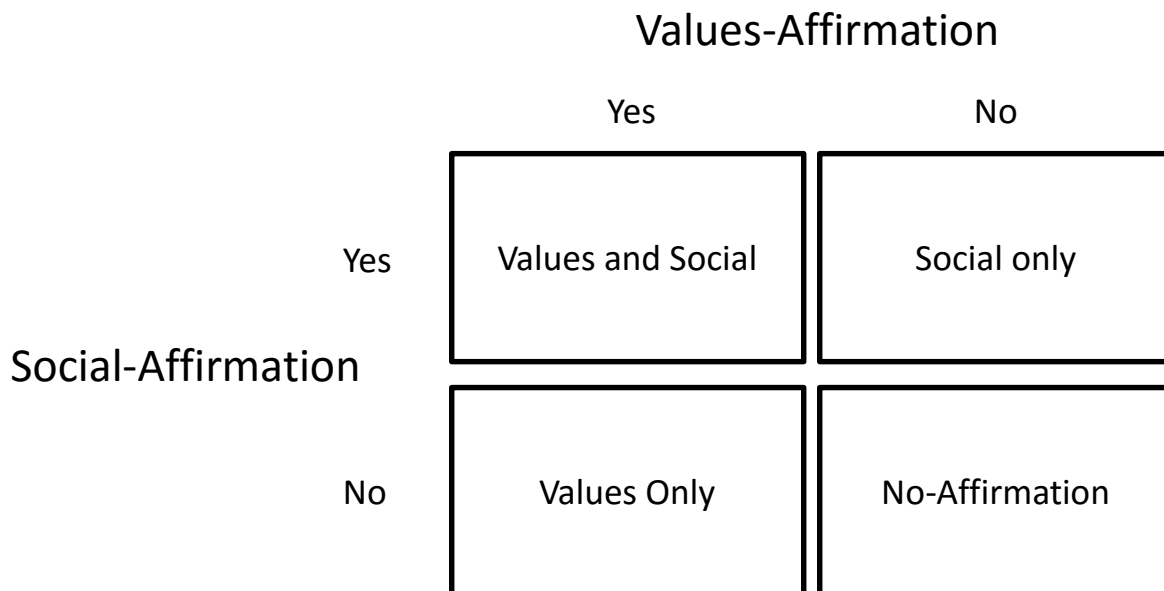 Values-Affirmation
Yes No
Yes Values and Social Social only
Social-Affirmation
No Values Only No-Affirmation